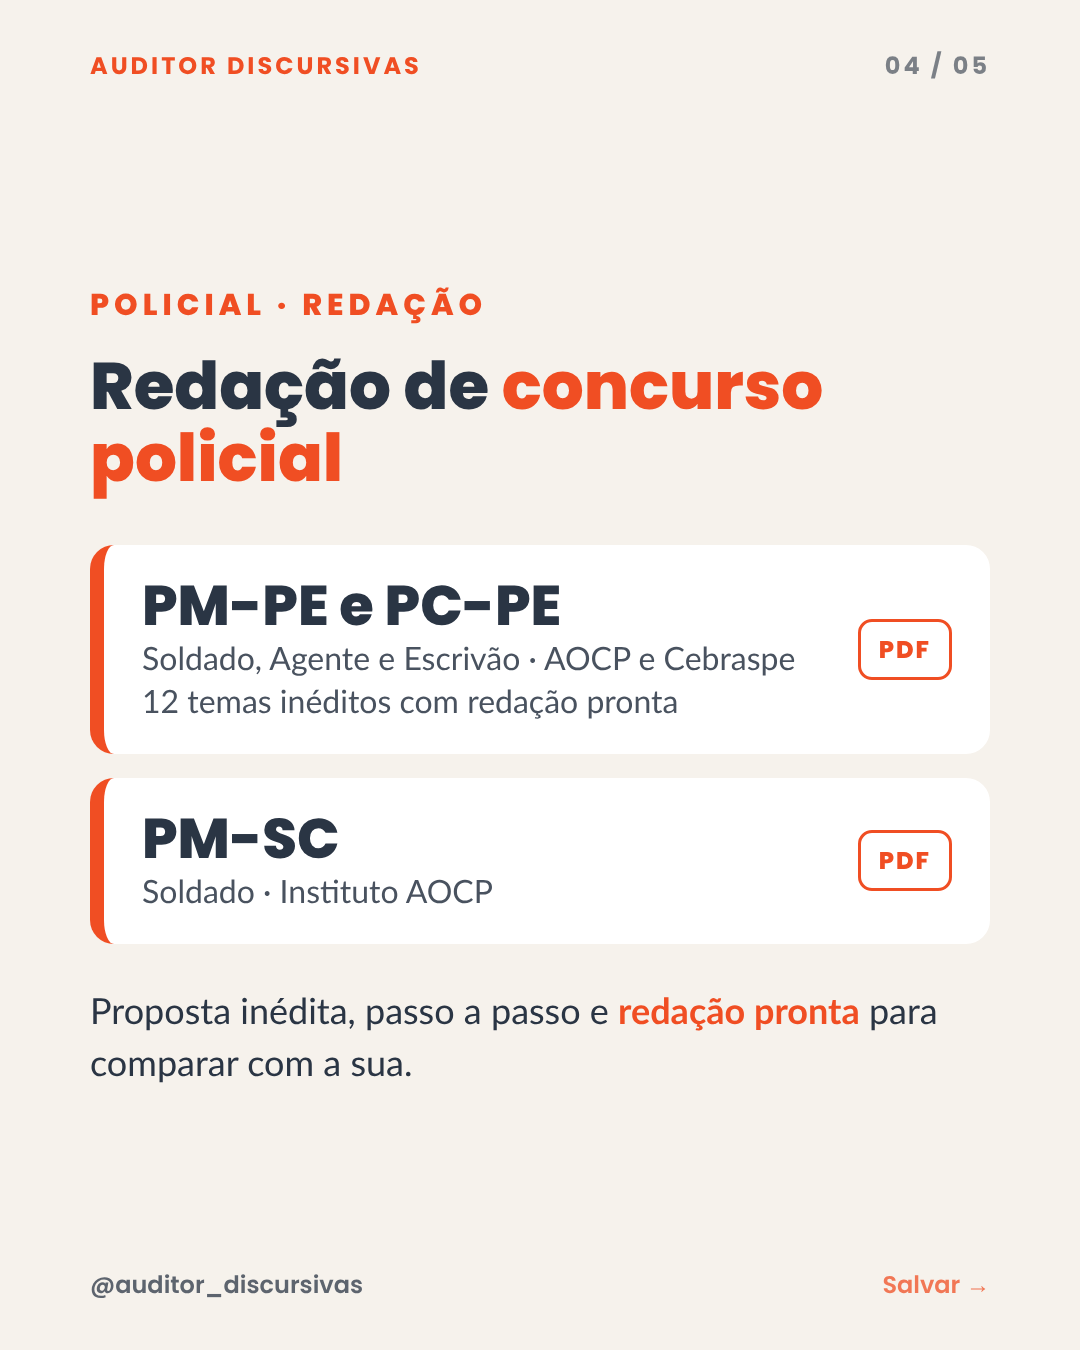 AUDITOR DISCURSIVAS
04 / 05
POLICIAL · REDAÇÃO
Redação de concurso
policial
PM-PE e PC-PE
Soldado, Agente e Escrivão · AOCP e Cebraspe
12 temas inéditos com redação pronta
PDF
PM-SC
Soldado · Instituto AOCP
PDF
Proposta inédita, passo a passo e redação pronta para
comparar com a sua.
@auditor_discursivas
Salvar →